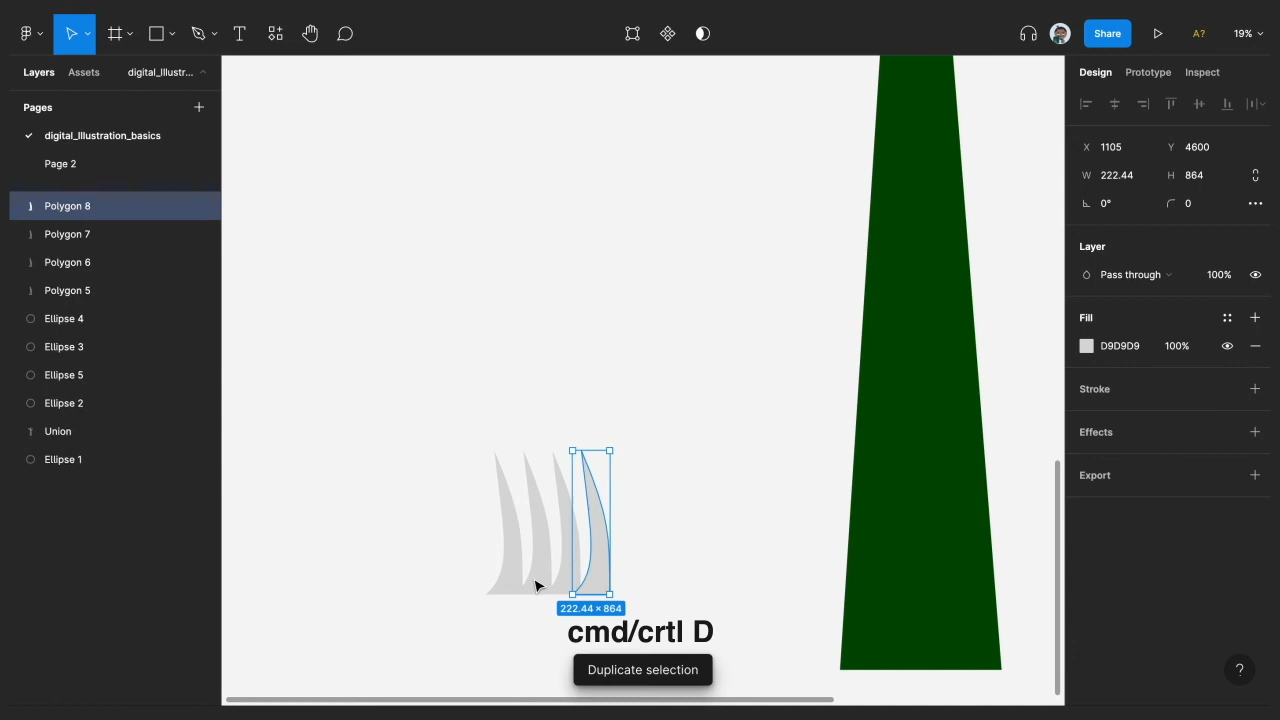 T
Share
A?
19%
Layers
Assets
digital_Illustr...
Design
Prototype
Inspect
Pages
digital_Illustration_basics
Page 2
Polygon 8
Polygon 7
Polygon 6
Polygon 5
Ellipse 4
Ellipse 3
Ellipse 5
Ellipse 2
Union
Ellipse 1
222.44 × 864
cmd/crtl D
Duplicate selection
X 1105 Y 4600
W 222.44 H 864
0° 0
Layer
Pass through 100%
Fill
D9D9D9 100%
Stroke
Effects
Export
?